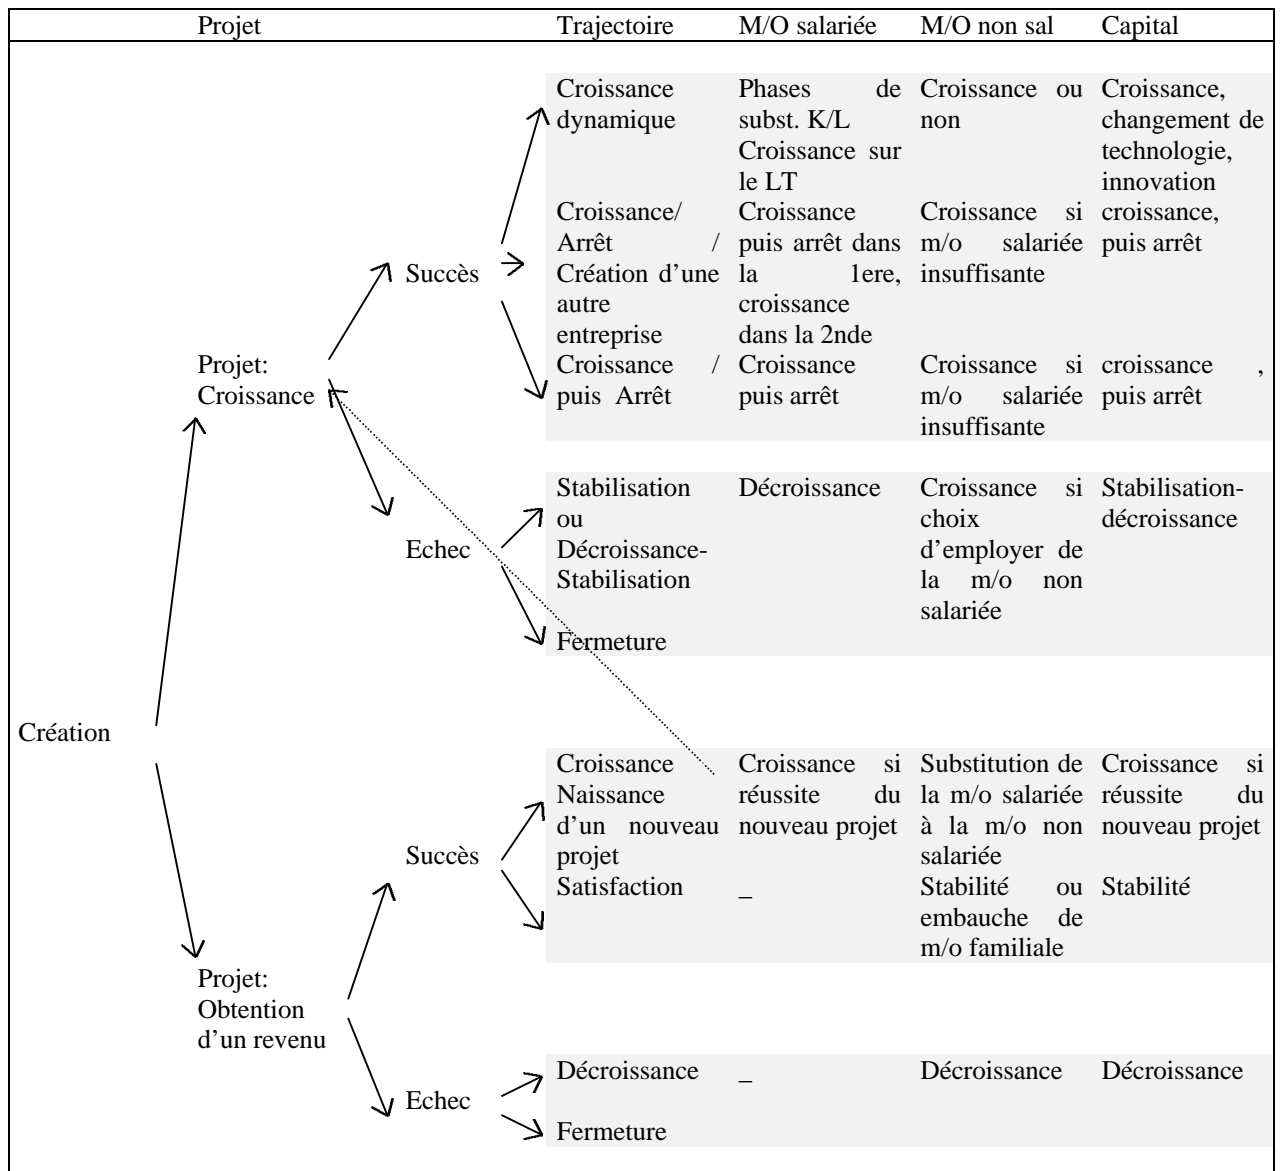 Projet Trajectoire M/O salariée M/O non sal Capital
Croissance Phases de Croissance ou Croissance,
dynamique subst. K/L non changement de
Croissance sur technologie,
le LT innovation
Croissance/ Croissance Croissance si croissance,
Arrêt / puis arrêt dans m/o salariée puis arrêt
Succès Création d’une la 1ere, insuffisante
autre croissance
entreprise dans la 2nde
Projet: Croissance / Croissance Croissance si croissance ,
Croissance puis Arrêt puis arrêt m/o salariée puis arrêt
insuffisante
Stabilisation Décroissance Croissance si Stabilisation-
ou choix décroissance
Echec Décroissance- d’employer de
Stabilisation la m/o non
salariée
Fermeture
Création
Croissance Croissance si Substitution de Croissance si
Naissance réussite du la m/o salariée réussite du
d’un nouveau nouveau projet à la m/o non nouveau projet
Succès projet salariée
Satisfaction _ Stabilité ou Stabilité
embauche de
m/o familiale
Projet:
Obtention
d’un revenu
Décroissance _ Décroissance Décroissance
Echec
Fermeture